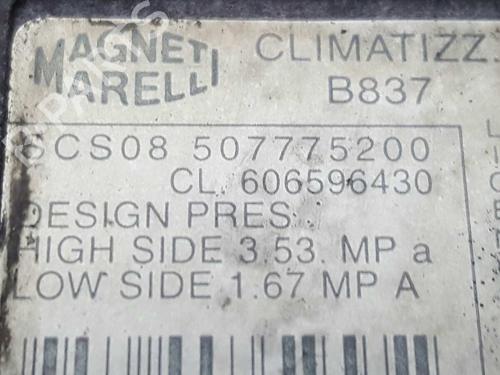 MAGNETI
MARELLI
CLIMATIZZ
B837
SCS08 507775200
CL. 606596430
DESIGN PRES
HIGH SIDE 3.53. MP a
LOW SIDE 1.67 MP A